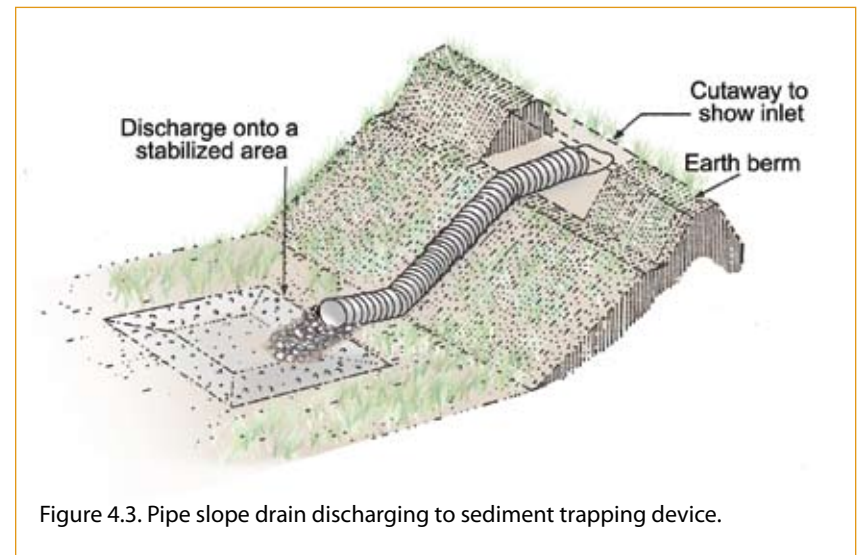 Cutaway to
show inlet
Discharge onto a
stabilized area
Earth berm
Figure 4.3. Pipe slope drain discharging to sediment trapping device.